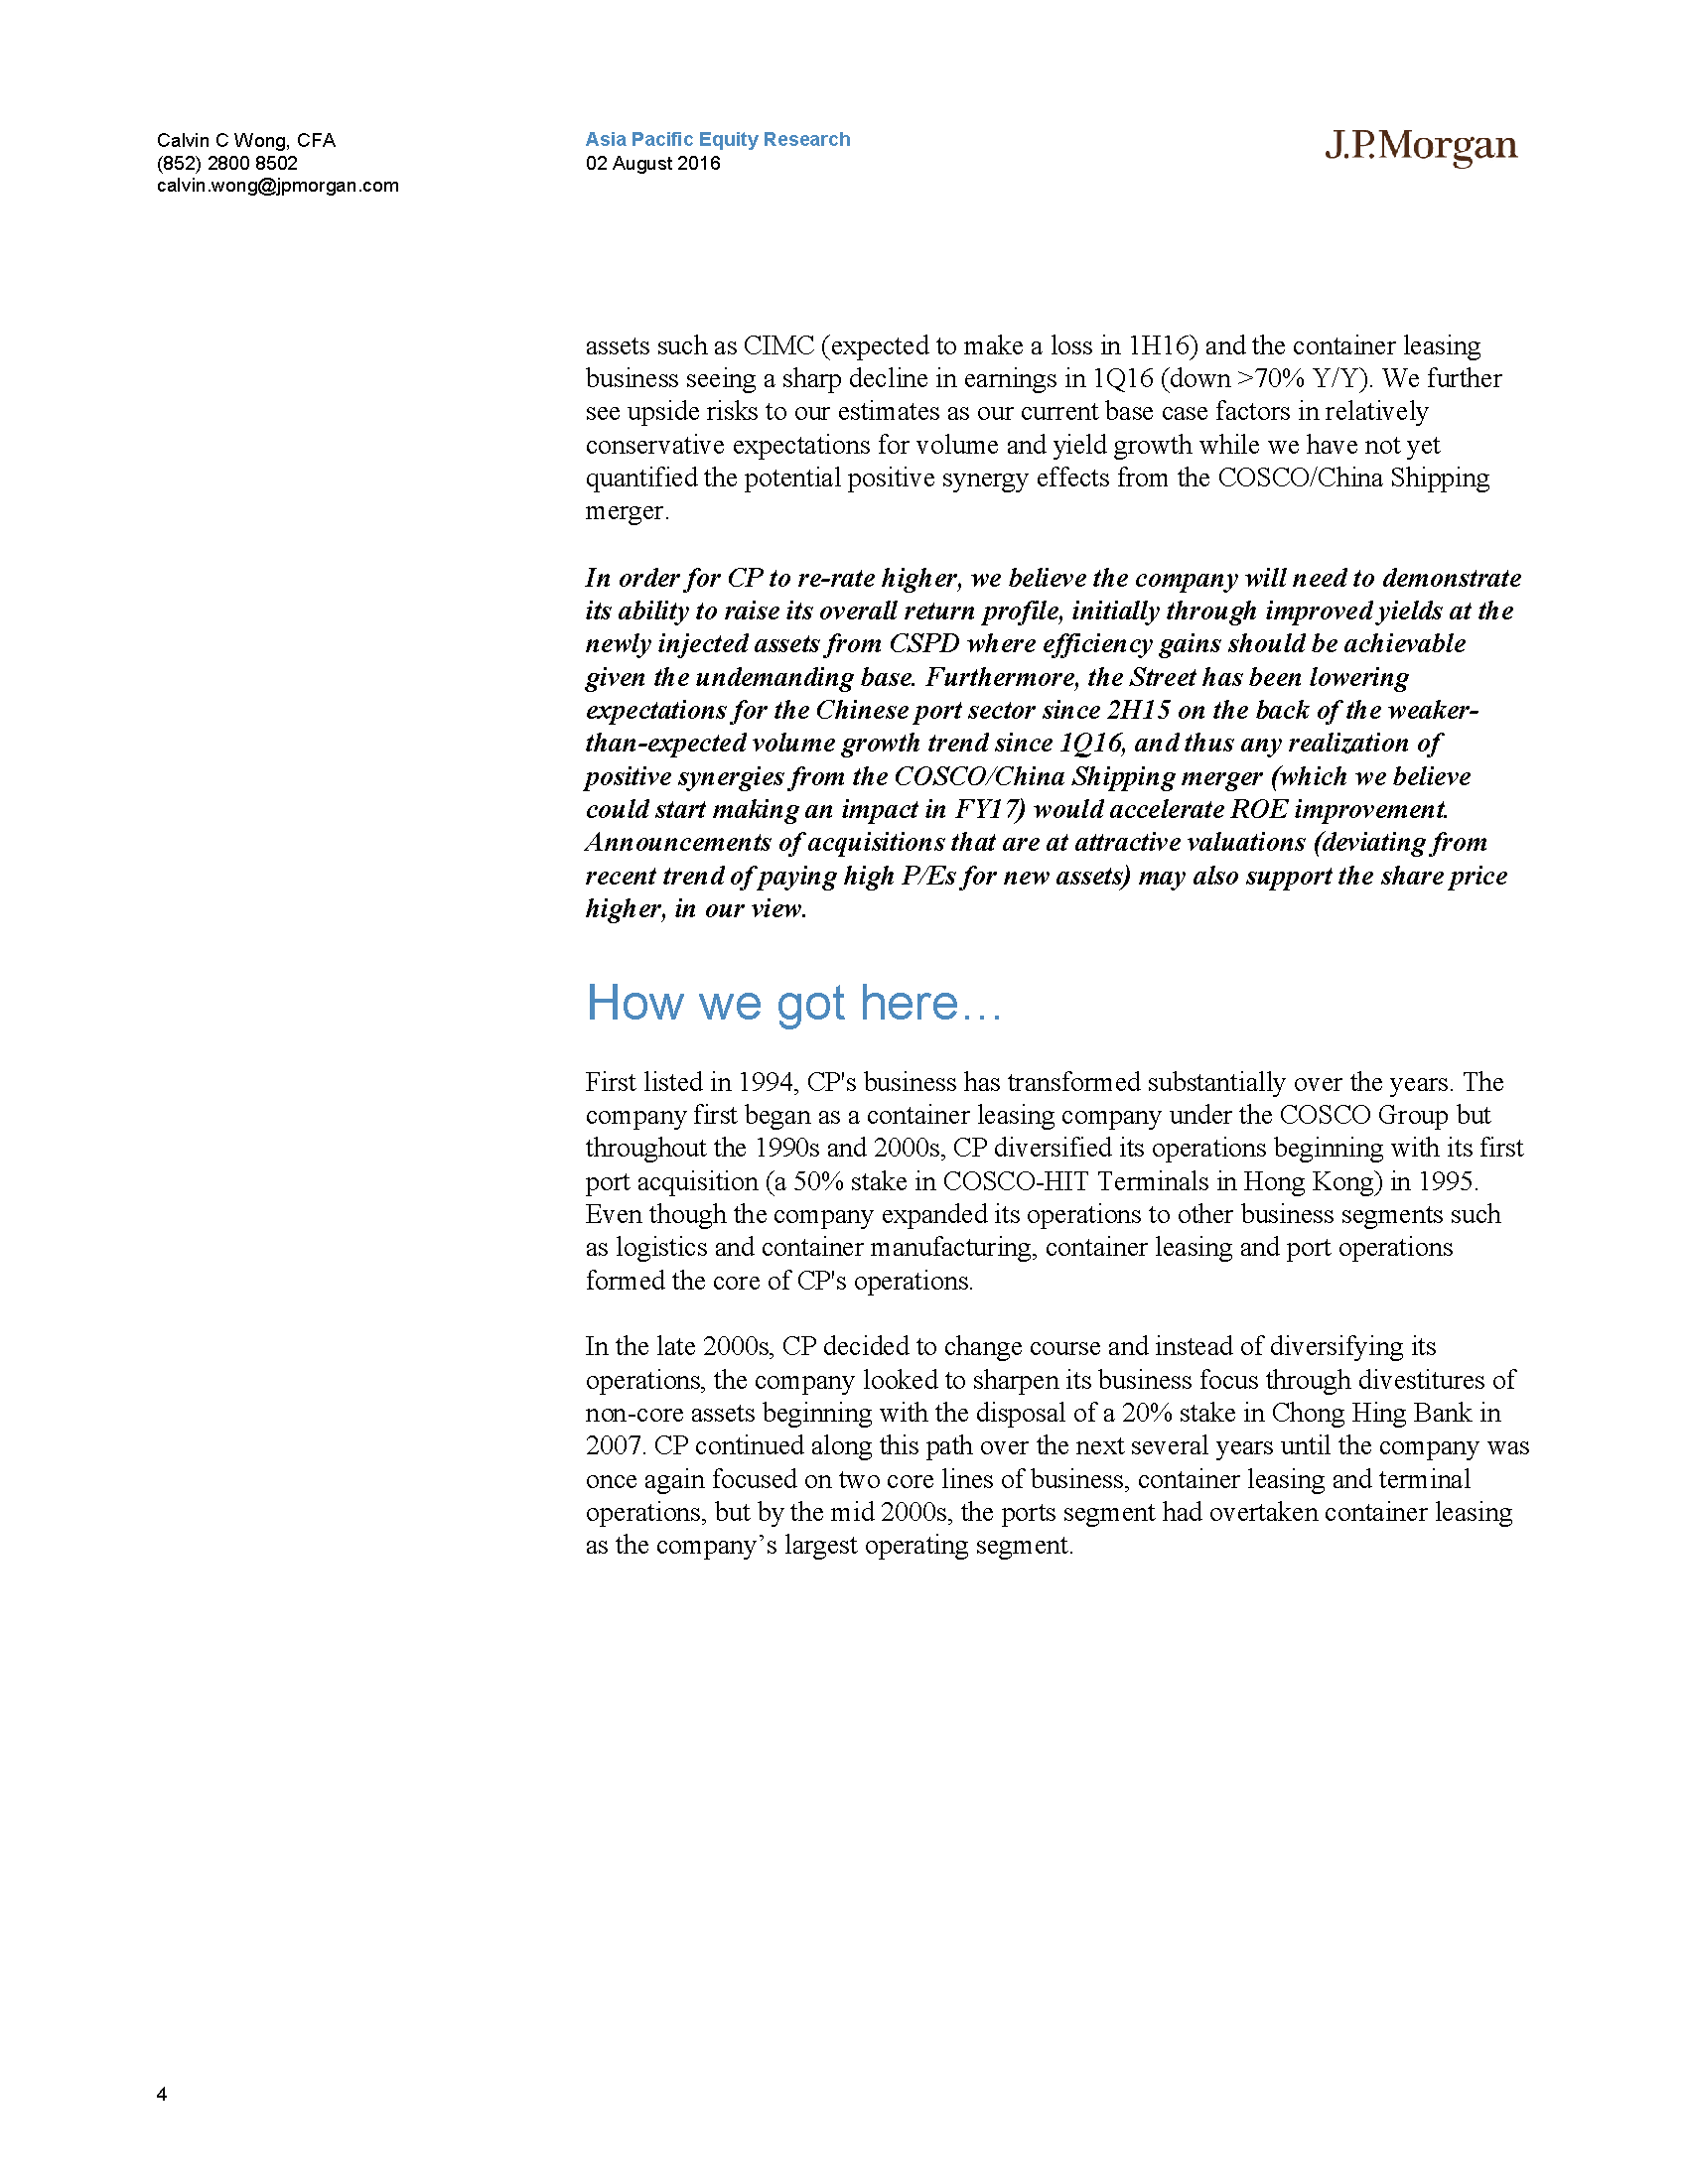 Calvin C Wong, CFA
(852) 2800 8502
calvin.wong@jpmorgan.com
Asia Pacific Equity Research
02 August 2016
J.P.Morgan
assets such as CIMC (expected to make a loss in 1H16) and the container leasing
business seeing a sharp decline in earnings in 1Q16 (down >70% Y/Y). We further
see upside risks to our estimates as our current base case factors in relatively
conservative expectations for volume and yield growth while we have not yet
quantified the potential positive synergy effects from the COSCO/China Shipping
merger.
In order for CP to re-rate higher, we believe the company will need to demonstrate
its ability to raise its overall return profile, initially through improved yields at the
newly injected assets from CSPD where efficiency gains should be achievable
given the undemanding base. Furthermore, the Street has been lowering
expectations for the Chinese port sector since 2H15 on the back of the weaker-
than-expected volume growth trend since 1Q16, and thus any realization of
positive synergies from the COSCO/China Shipping merger (which we believe
could start making an impact in FY17) would accelerate ROE improvement.
Announcements of acquisitions that are at attractive valuations (deviating from
recent trend of paying high P/Es for new assets) may also support the share price
higher, in our view.
How we got here…
First listed in 1994, CP's business has transformed substantially over the years. The
company first began as a container leasing company under the COSCO Group but
throughout the 1990s and 2000s, CP diversified its operations beginning with its first
port acquisition (a 50% stake in COSCO-HIT Terminals in Hong Kong) in 1995.
Even though the company expanded its operations to other business segments such
as logistics and container manufacturing, container leasing and port operations
formed the core of CP's operations.
In the late 2000s, CP decided to change course and instead of diversifying its
operations, the company looked to sharpen its business focus through divestitures of
non-core assets beginning with the disposal of a 20% stake in Chong Hing Bank in
2007. CP continued along this path over the next several years until the company was
once again focused on two core lines of business, container leasing and terminal
operations, but by the mid 2000s, the ports segment had overtaken container leasing
as the company’s largest operating segment.
4